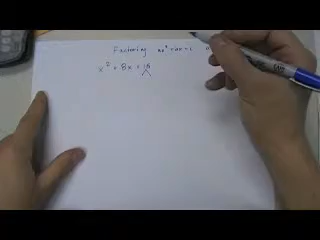 Factoring ax² + bx + c
x² + 8x + 16